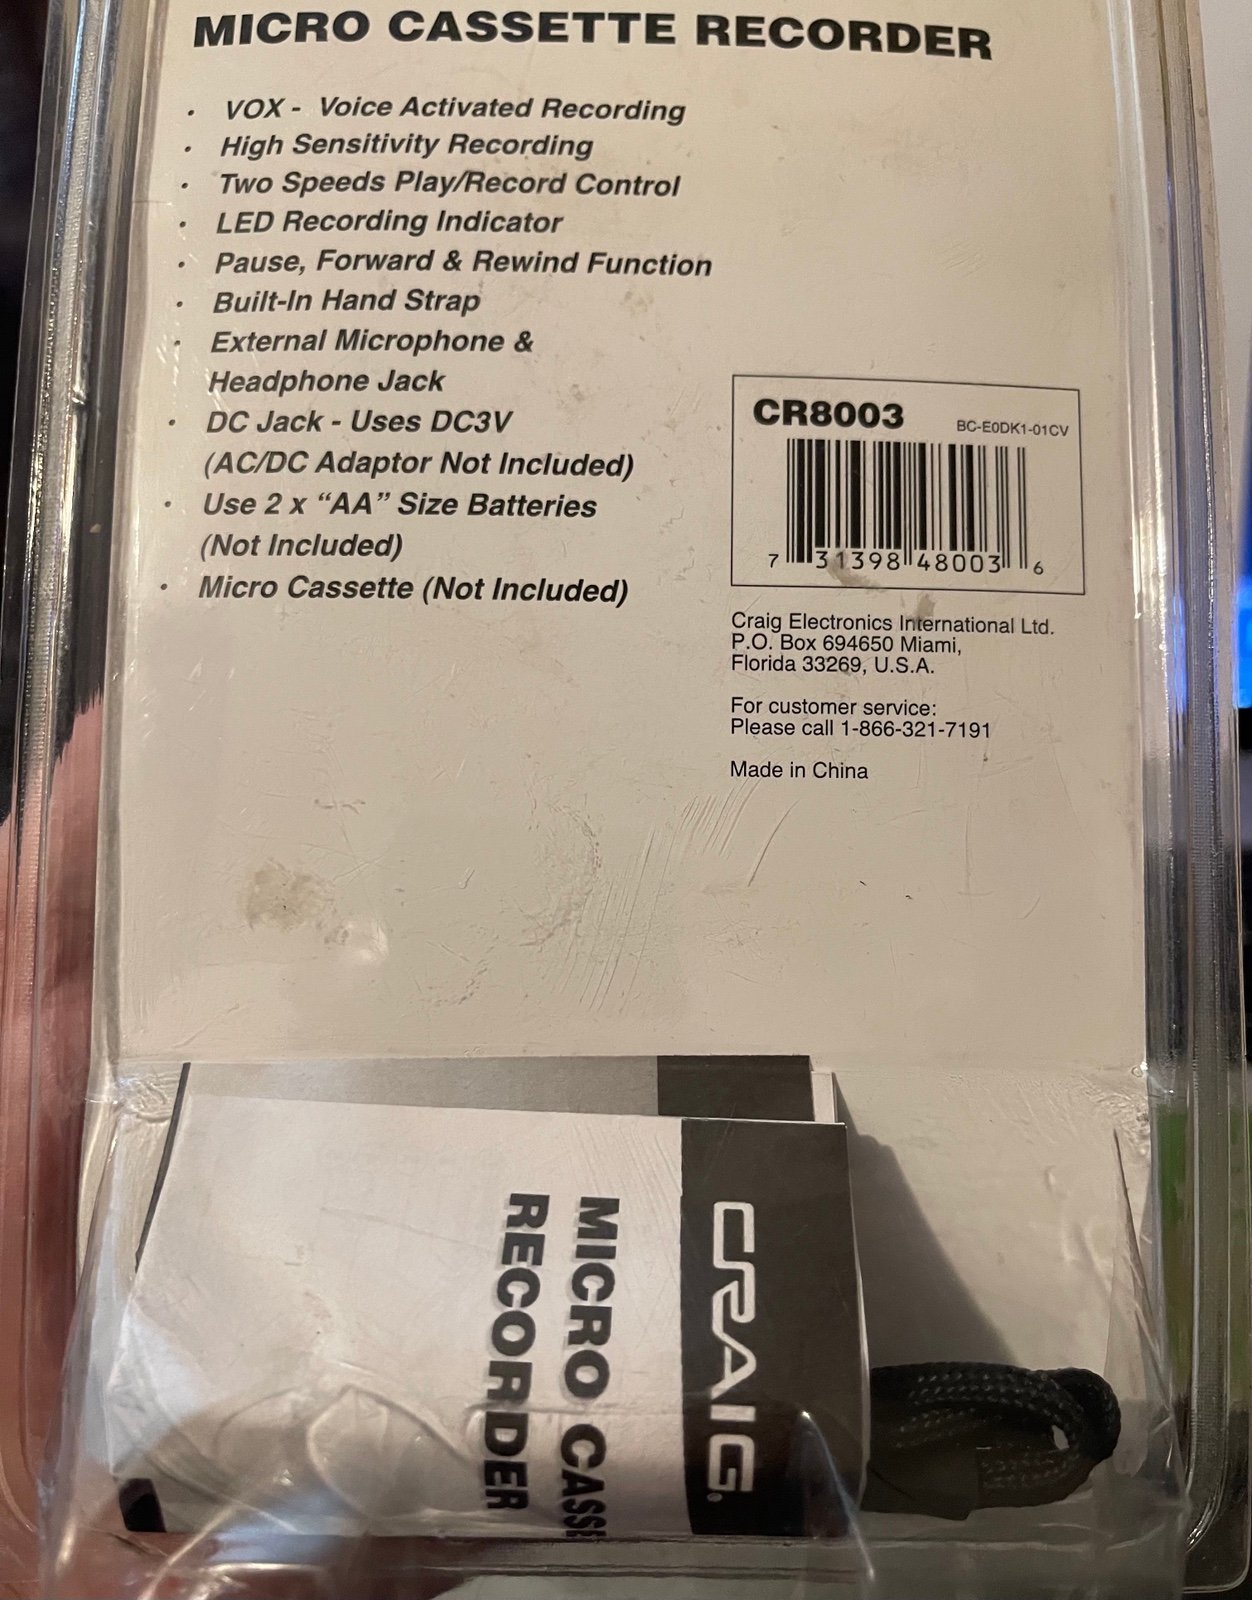 MICRO CASSETTE RECORDER
· VOX - Voice Activated Recording
· High Sensitivity Recording
· Two Speeds Play/Record Control
· LED Recording Indicator
· Pause, Forward & Rewind Function
· Built-In Hand Strap
· External Microphone &
Headphone Jack
· DC Jack - Uses DC3V
(AC/DC Adaptor Not Included)
· Use 2 x “AA” Size Batteries
(Not Included)
· Micro Cassette (Not Included)
CR8003 BC-E0DK1-01CV
7 31398 48003 6
Craig Electronics International Ltd.
P.O. Box 694650 Miami,
Florida 33269, U.S.A.
For customer service:
Please call 1-866-321-7191
Made in China
CRAIG.
MICRO CASS
RECORDER